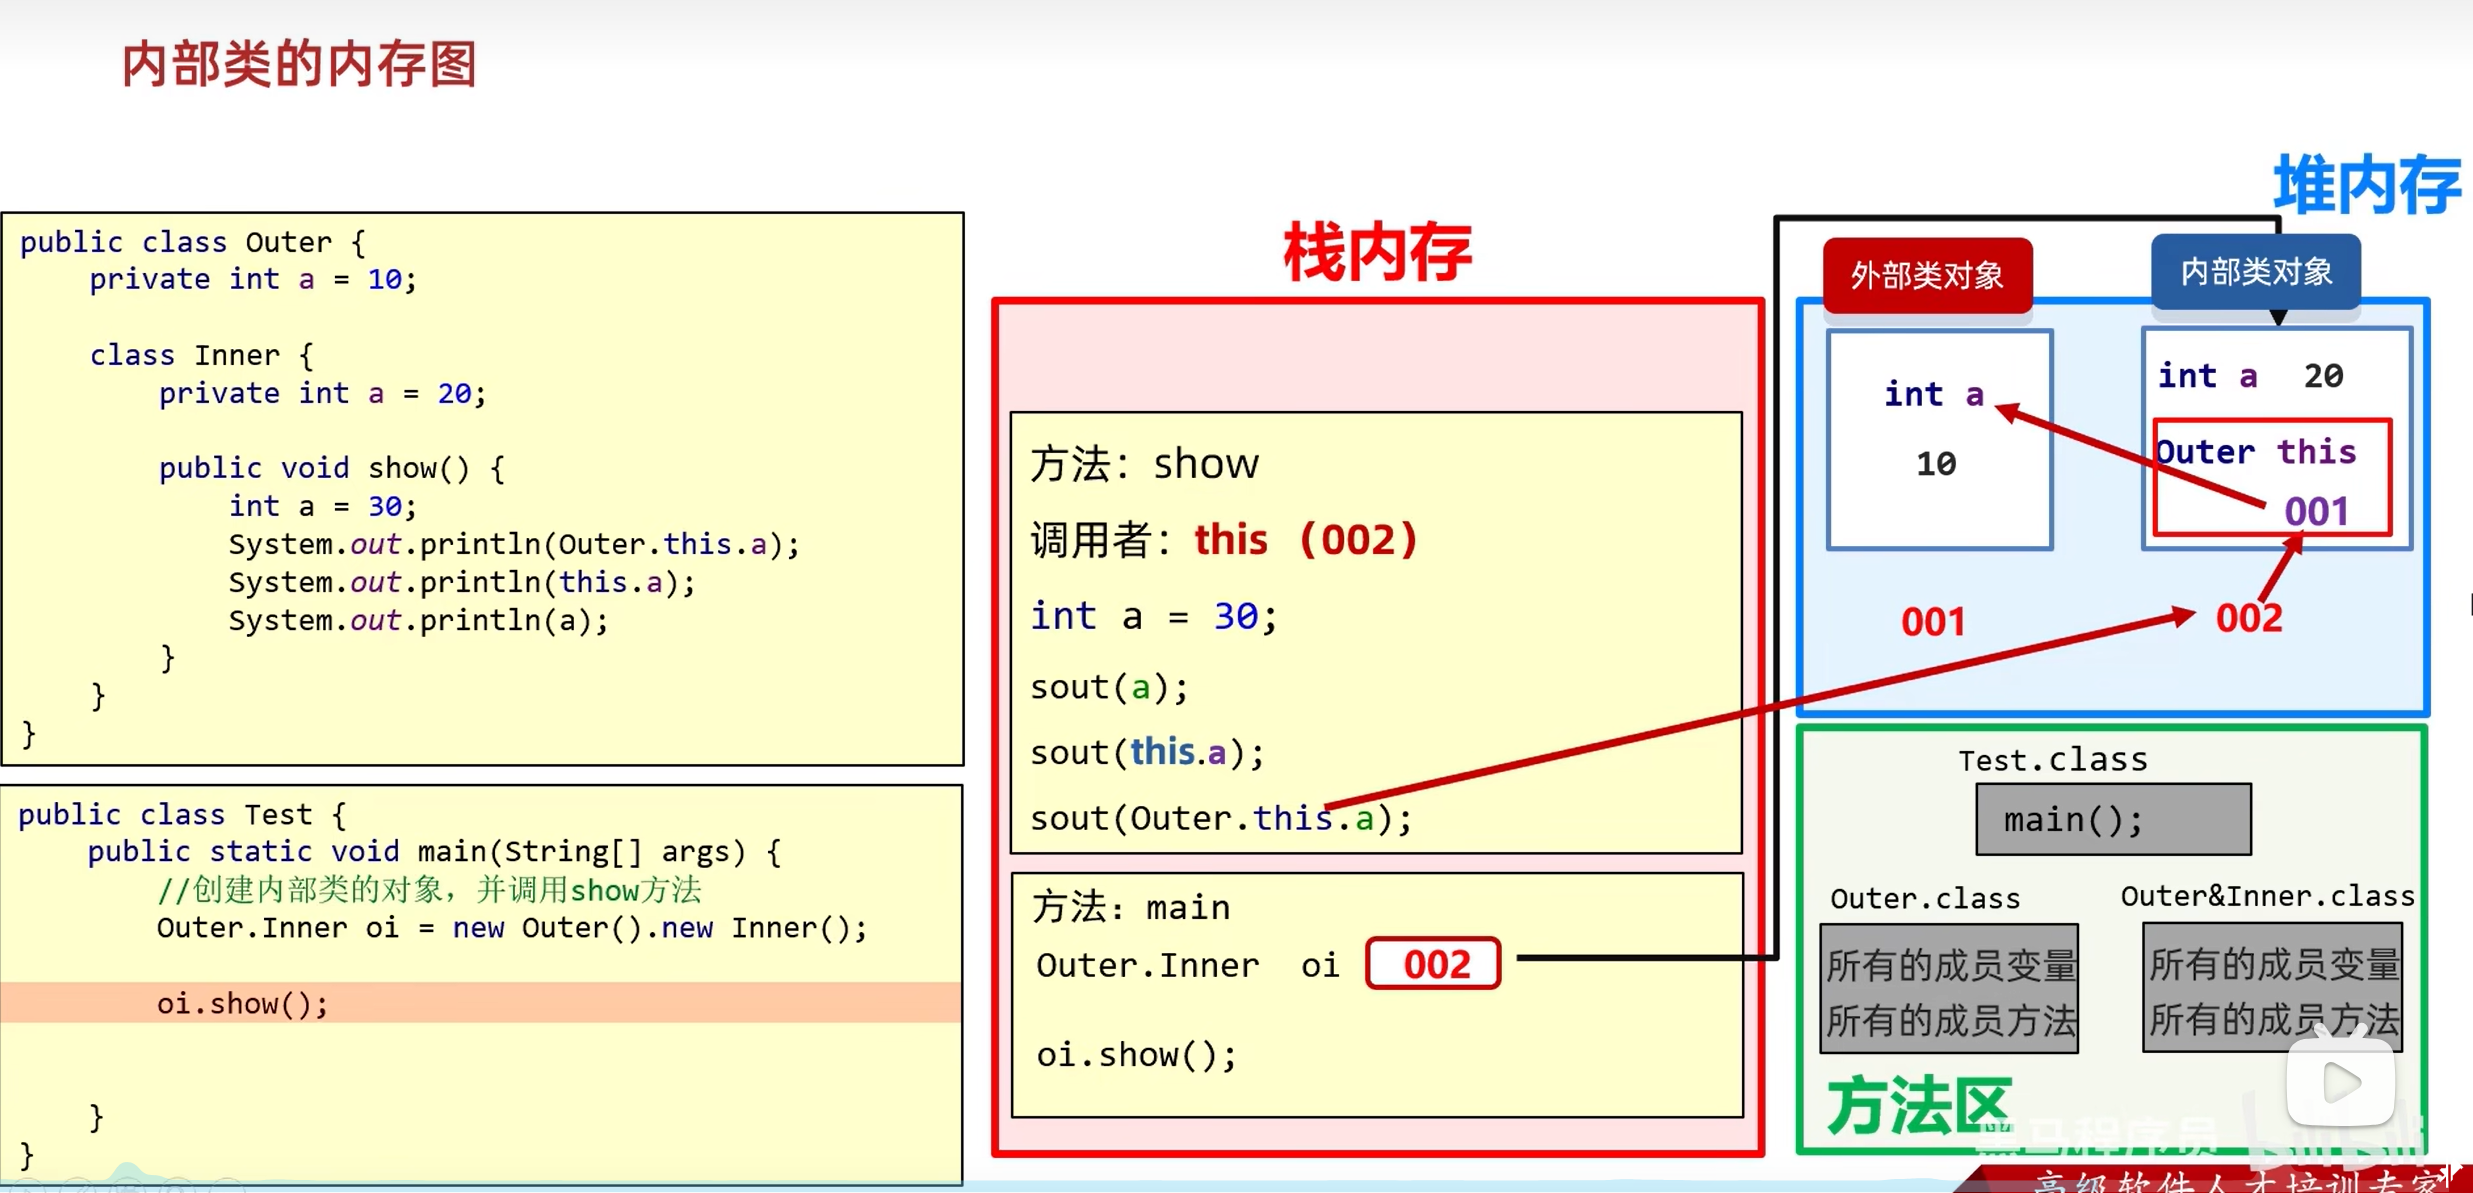 内部类的内存图
public class Outer {
private int a = 10;
class Inner {
private int a = 20;
public void show() {
int a = 30;
System.out.println(Outer.this.a);
System.out.println(this.a);
System.out.println(a);
}
}
}
public class Test {
public static void main(String[] args) {
//创建内部类的对象，并调用show方法
Outer.Inner oi = new Outer().new Inner();
oi.show();
}
}
栈内存
方法：show
调用者：this（002）
int a = 30;
sout(a);
sout(this.a);
sout(Outer.this.a);
方法：main
Outer.Inner oi 002
oi.show();
堆内存
外部类对象
int a
10
001
内部类对象
int a 20
Outer this
001
002
Test.class
main();
Outer.class
所有的成员变量
所有的成员方法
Outer&Inner.class
所有的成员变量
所有的成员方法
方法区
黑马程序员
bilibili
高级软件人才培训专家